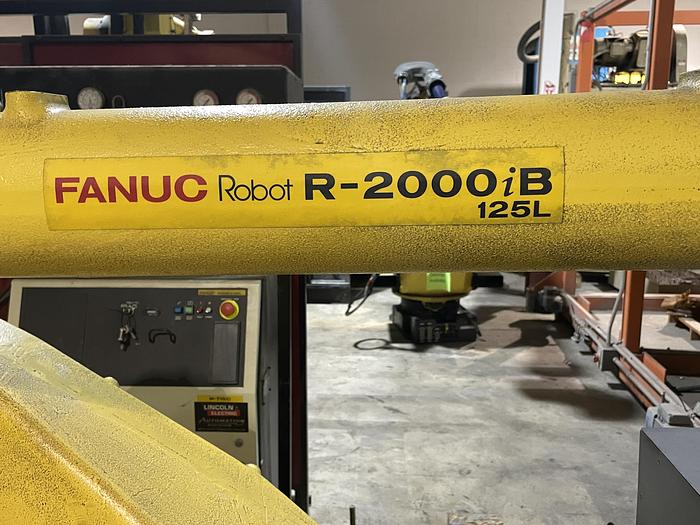 FANUC Robot R-2000iB
125L
LINCOLN
ELECTRIC
AUTOMATION